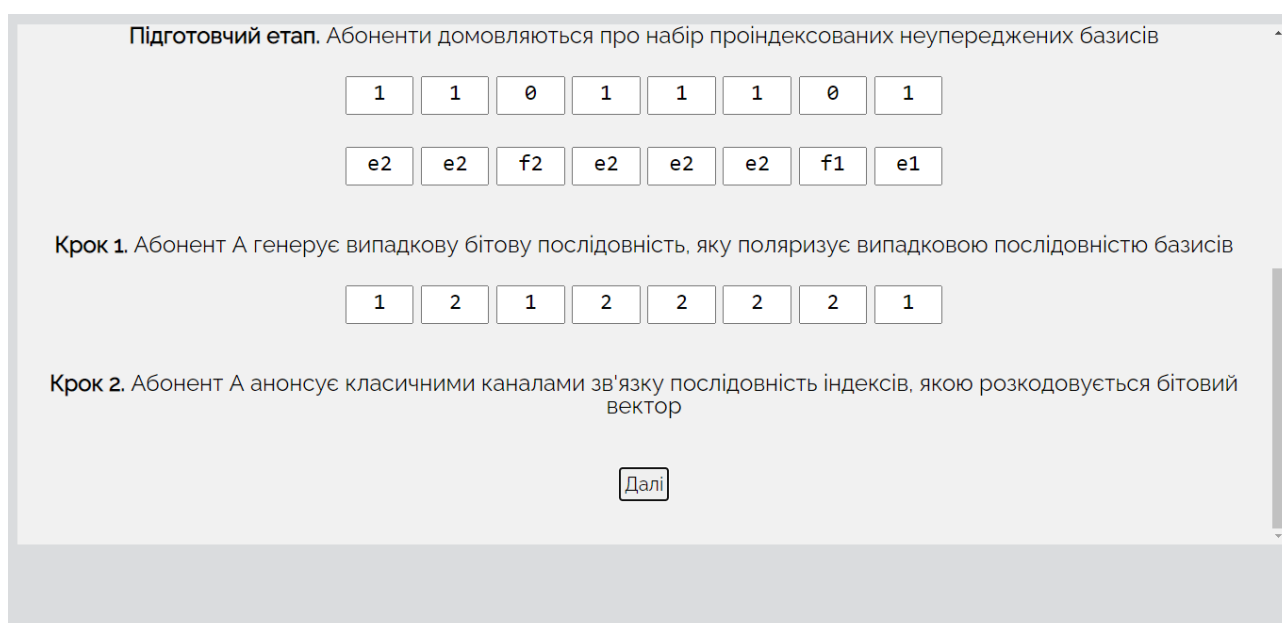 Підготовчий етап. Абоненти домовляються про набір проіндексованих неупереджених базисів
1 1 0 1 1 1 0 1
e2 e2 f2 e2 e2 e2 f1 e1
Крок 1. Абонент А генерує випадкову бітову послідовність, яку поляризує випадковою послідовністю базисів
1 2 1 2 2 2 2 1
Крок 2. Абонент А анонсує класичними каналами зв'язку послідовність індексів, якою розкодовується бітовий
вектор
Далі